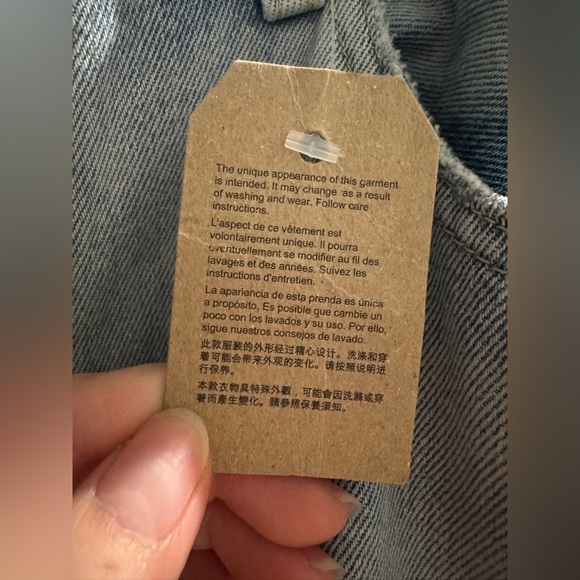 The unique appearance of this garment
is intended. It may change as a result
of washing and wear. Follow care
instructions.
L'aspect de ce vêtement est
volontairement unique. Il pourra
éventuellement se modifier au fil des
lavages et des années. Suivez les
instructions d'entretien.
La apariencia de esta prenda es única
a propósito. Es posible que cambie un
poco con los lavados y su uso. Por ello,
sigue nuestros consejos de lavado.
此款服装的外形经过精心设计。洗涤和穿
着可能会带来外观的变化。请按照说明进
行保养。
本款衣物具特殊外觀，可能會因洗滌或穿
著而產生變化。請參照保養須知。